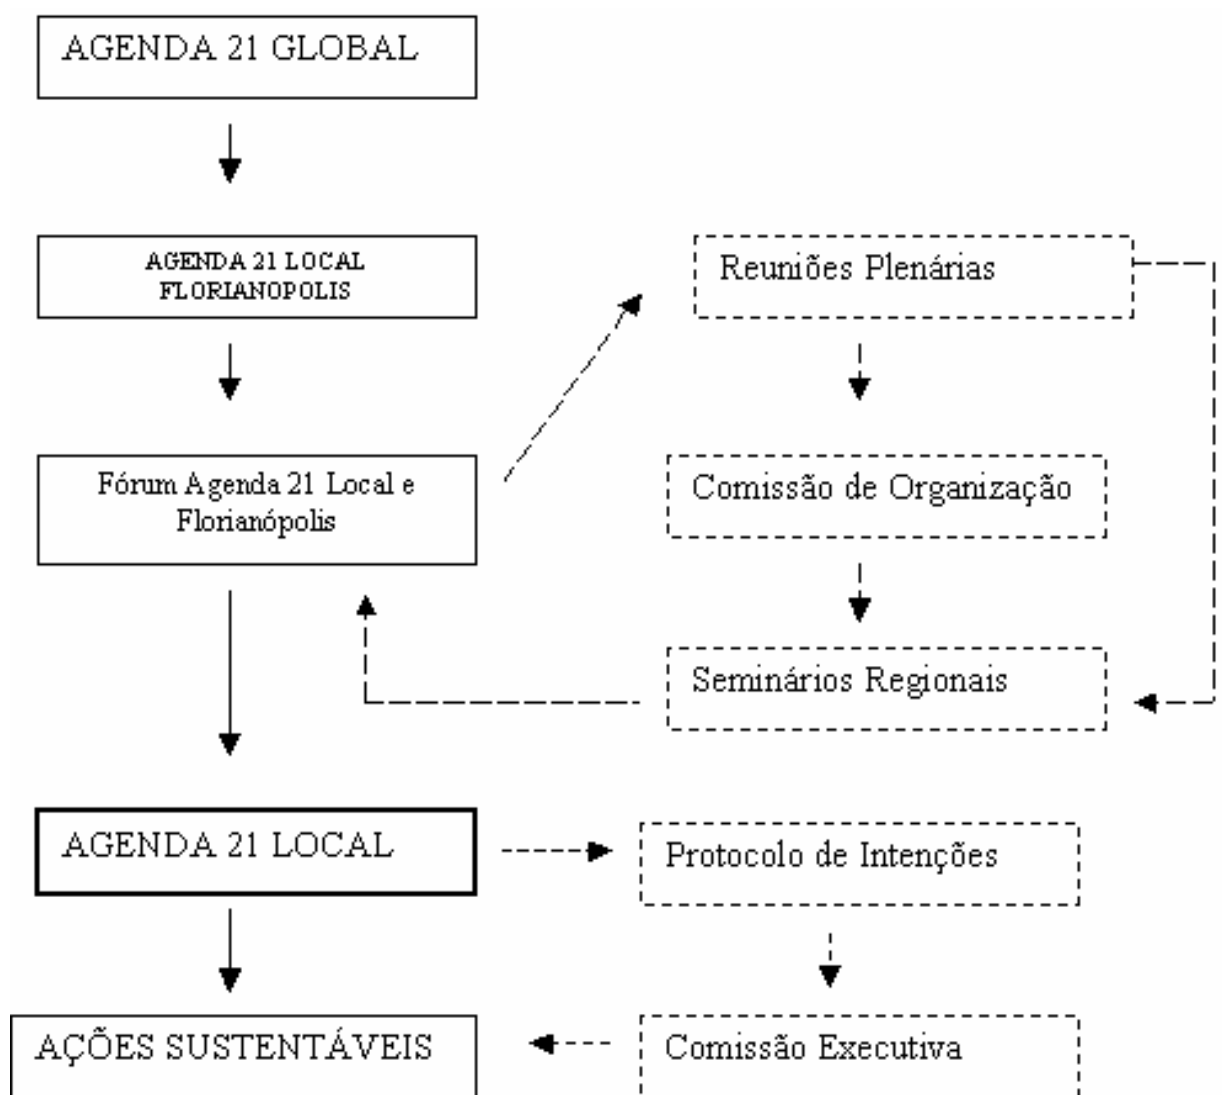 AGENDA 21 GLOBAL
AGENDA 21 LOCAL
FLORIANOPOLIS
Reuniões Plenárias
Fórum Agenda 21 Local e
Florianópolis
Comissão de Organização
Seminários Regionais
AGENDA 21 LOCAL
Protocolo de Intenções
AÇÕES SUSTENTÁVEIS
Comissão Executiva